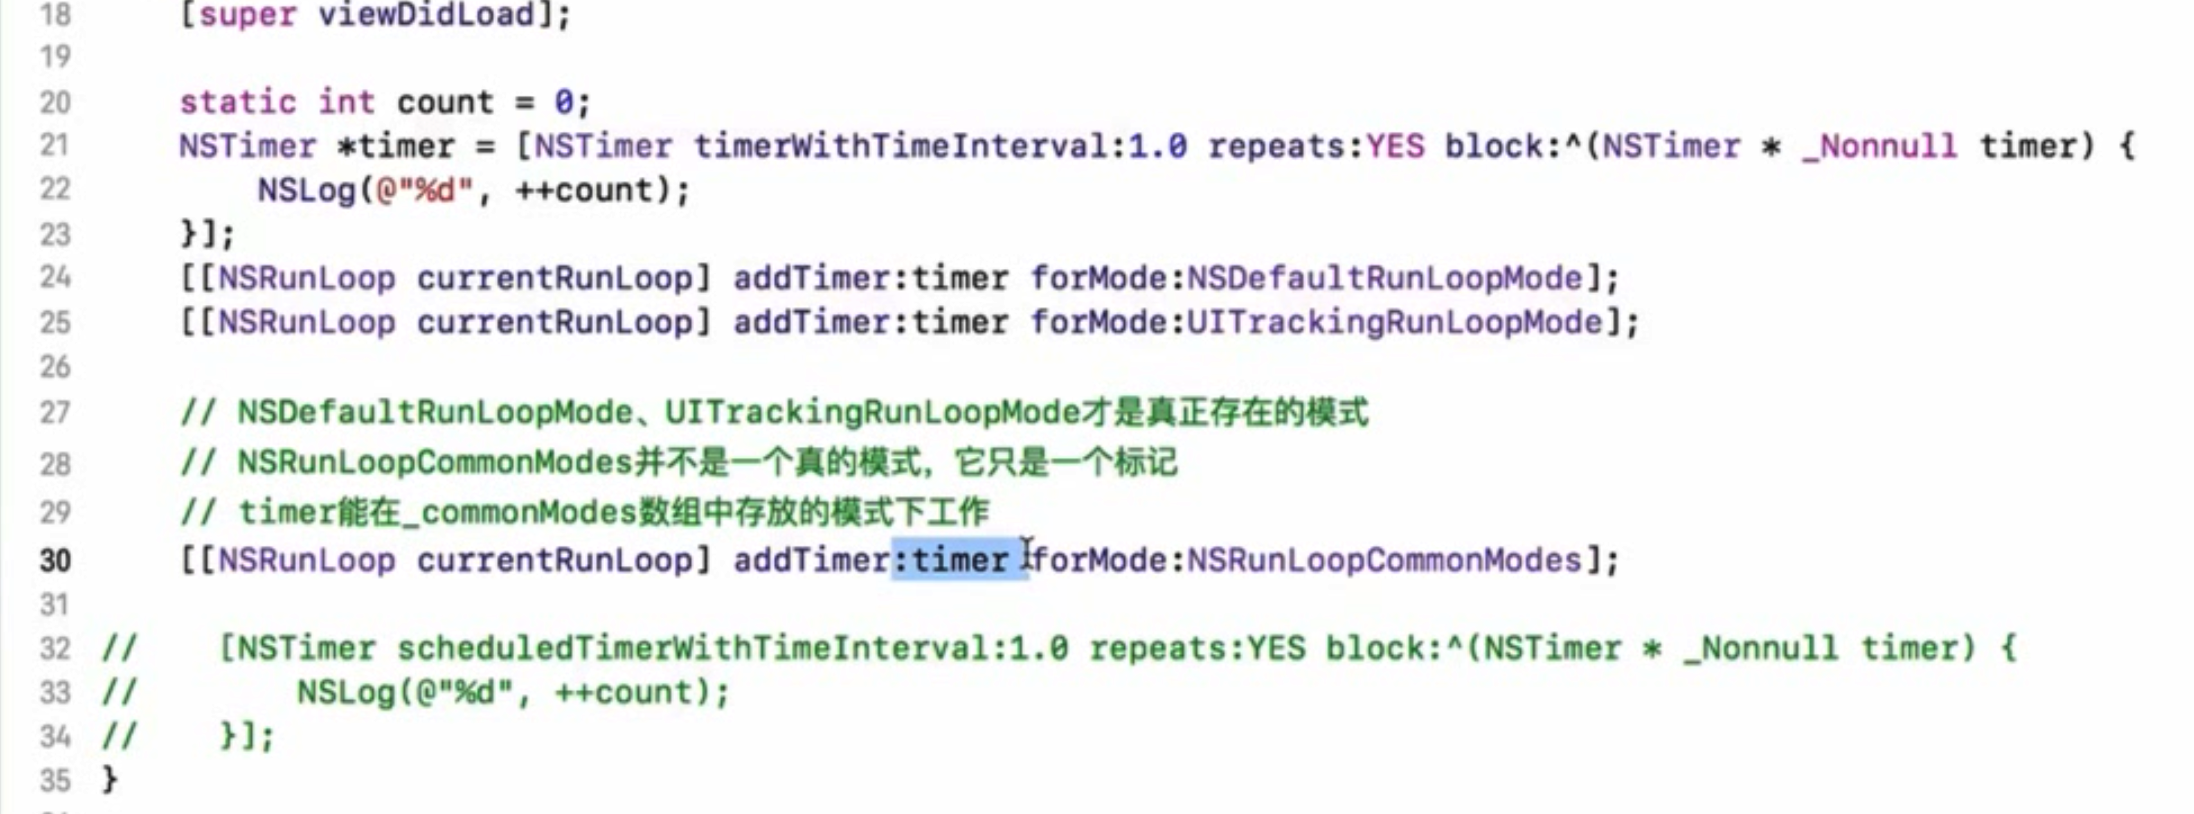 18 [super viewDidLoad];
19
20 static int count = 0;
21 NSTimer *timer = [NSTimer timerWithTimeInterval:1.0 repeats:YES block:^(NSTimer * _Nonnull timer) {
22 NSLog(@"%d", ++count);
23 }];
24 [[NSRunLoop currentRunLoop] addTimer:timer forMode:NSDefaultRunLoopMode];
25 [[NSRunLoop currentRunLoop] addTimer:timer forMode:UITrackingRunLoopMode];
26
27 // NSDefaultRunLoopMode、UITrackingRunLoopMode才是真正存在的模式
28 // NSRunLoopCommonModes并不是一个真的模式，它只是一个标记
29 // timer能在_commonModes数组中存放的模式下工作
30 [[NSRunLoop currentRunLoop] addTimer:timer forMode:NSRunLoopCommonModes];
31
32 // [NSTimer scheduledTimerWithTimeInterval:1.0 repeats:YES block:^(NSTimer * _Nonnull timer) {
33 // NSLog(@"%d", ++count);
34 // }];
35 }